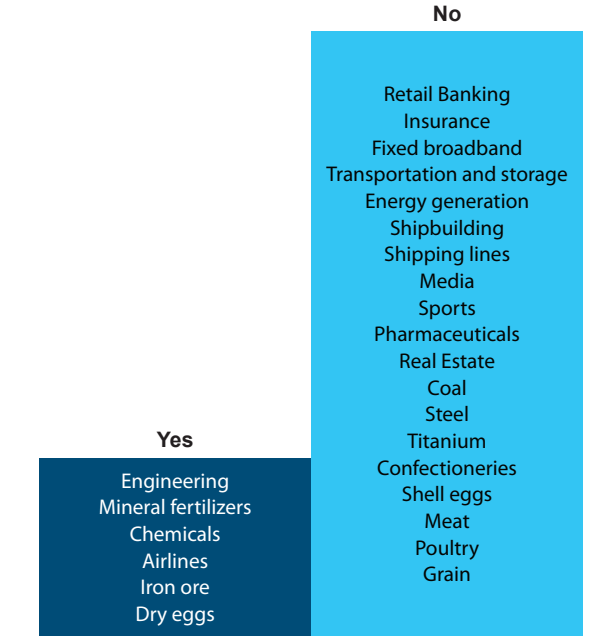 No
Retail Banking
Insurance
Fixed broadband
Transportation and storage
Energy generation
Shipbuilding
Shipping lines
Media
Sports
Pharmaceuticals
Real Estate
Coal
Steel
Titanium
Confectioneries
Shell eggs
Meat
Poultry
Grain
Yes
Engineering
Mineral fertilizers
Chemicals
Airlines
Iron ore
Dry eggs